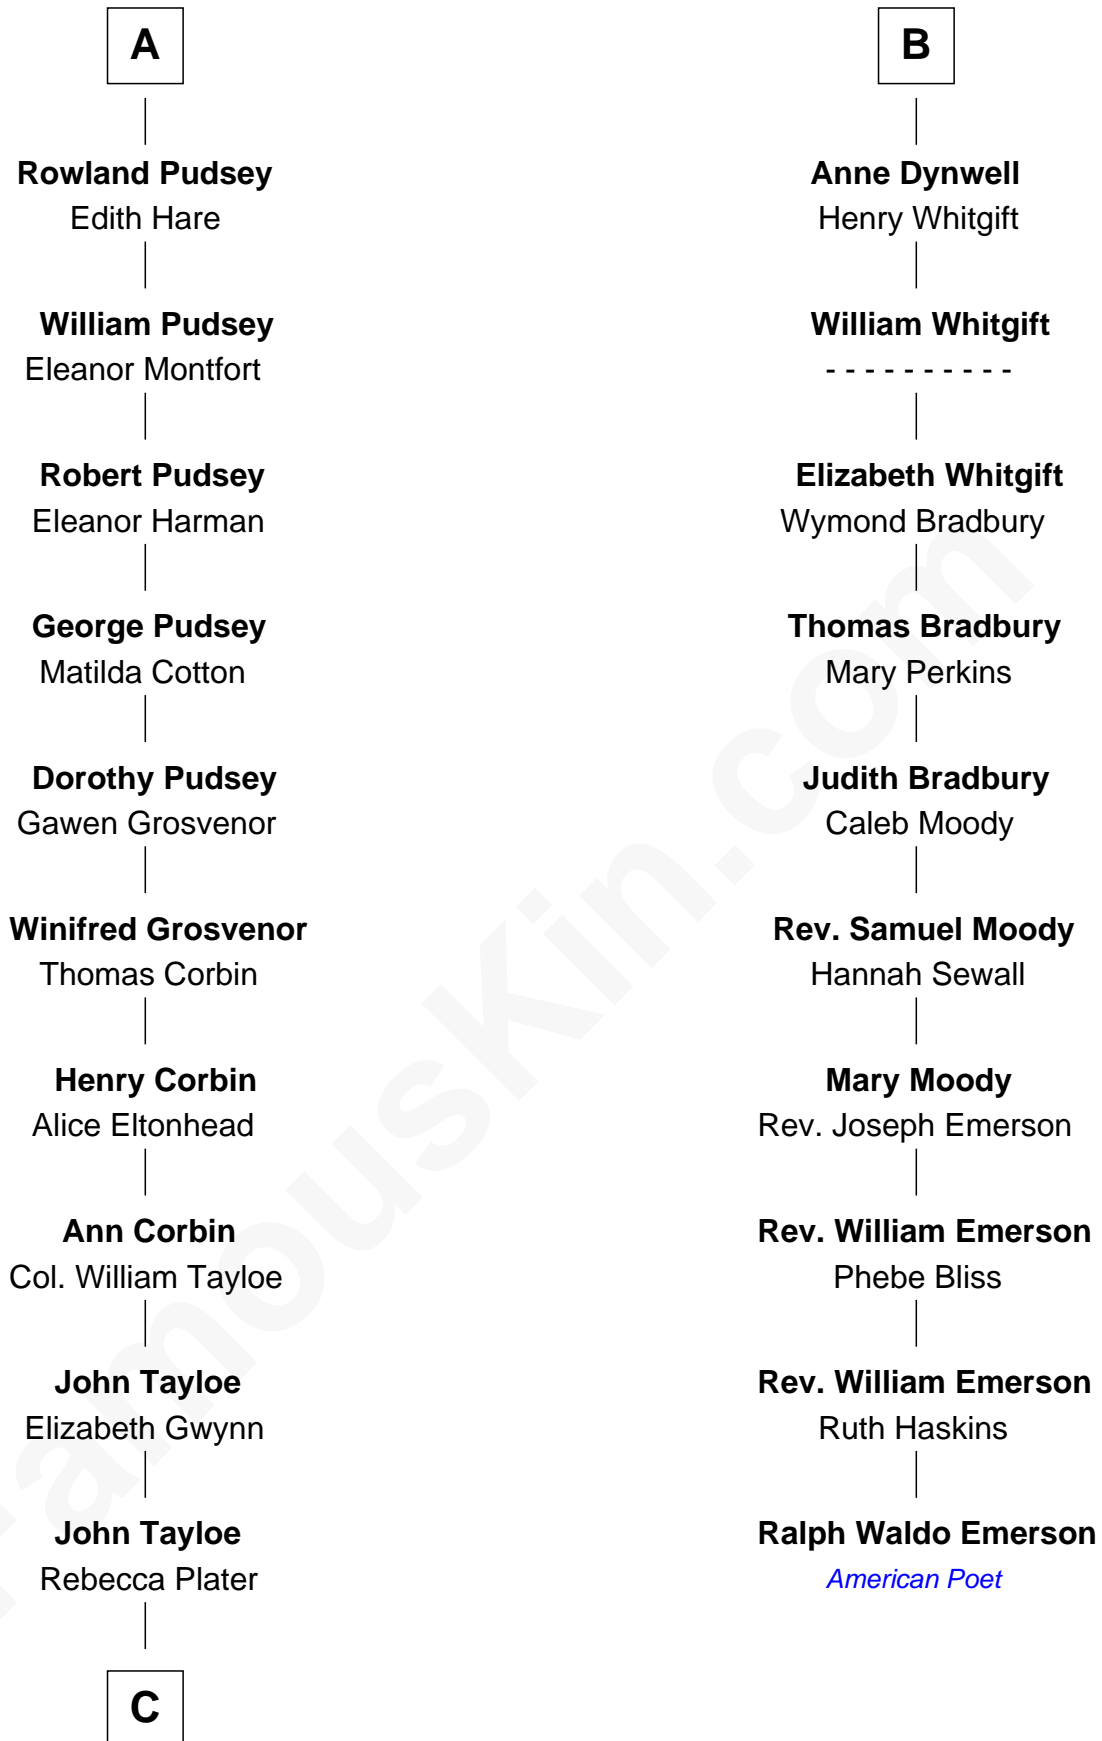 A
Rowland Pudsey
Edith Hare
William Pudsey
Eleanor Montfort
Robert Pudsey
Eleanor Harman
George Pudsey
Matilda Cotton
Dorothy Pudsey
Gawen Grosvenor
Winifred Grosvenor
Thomas Corbin
Henry Corbin
Alice Eltonhead
Ann Corbin
Col. William Tayloe
John Tayloe
Elizabeth Gwynn
John Tayloe
Rebecca Plater
C
B
Anne Dynwell
Henry Whitgift
William Whitgift
- - - - - - - - - -
Elizabeth Whitgift
Wymond Bradbury
Thomas Bradbury
Mary Perkins
Judith Bradbury
Caleb Moody
Rev. Samuel Moody
Hannah Sewall
Mary Moody
Rev. Joseph Emerson
Rev. William Emerson
Phebe Bliss
Rev. William Emerson
Ruth Haskins
Ralph Waldo Emerson
American Poet
FamousKin.com